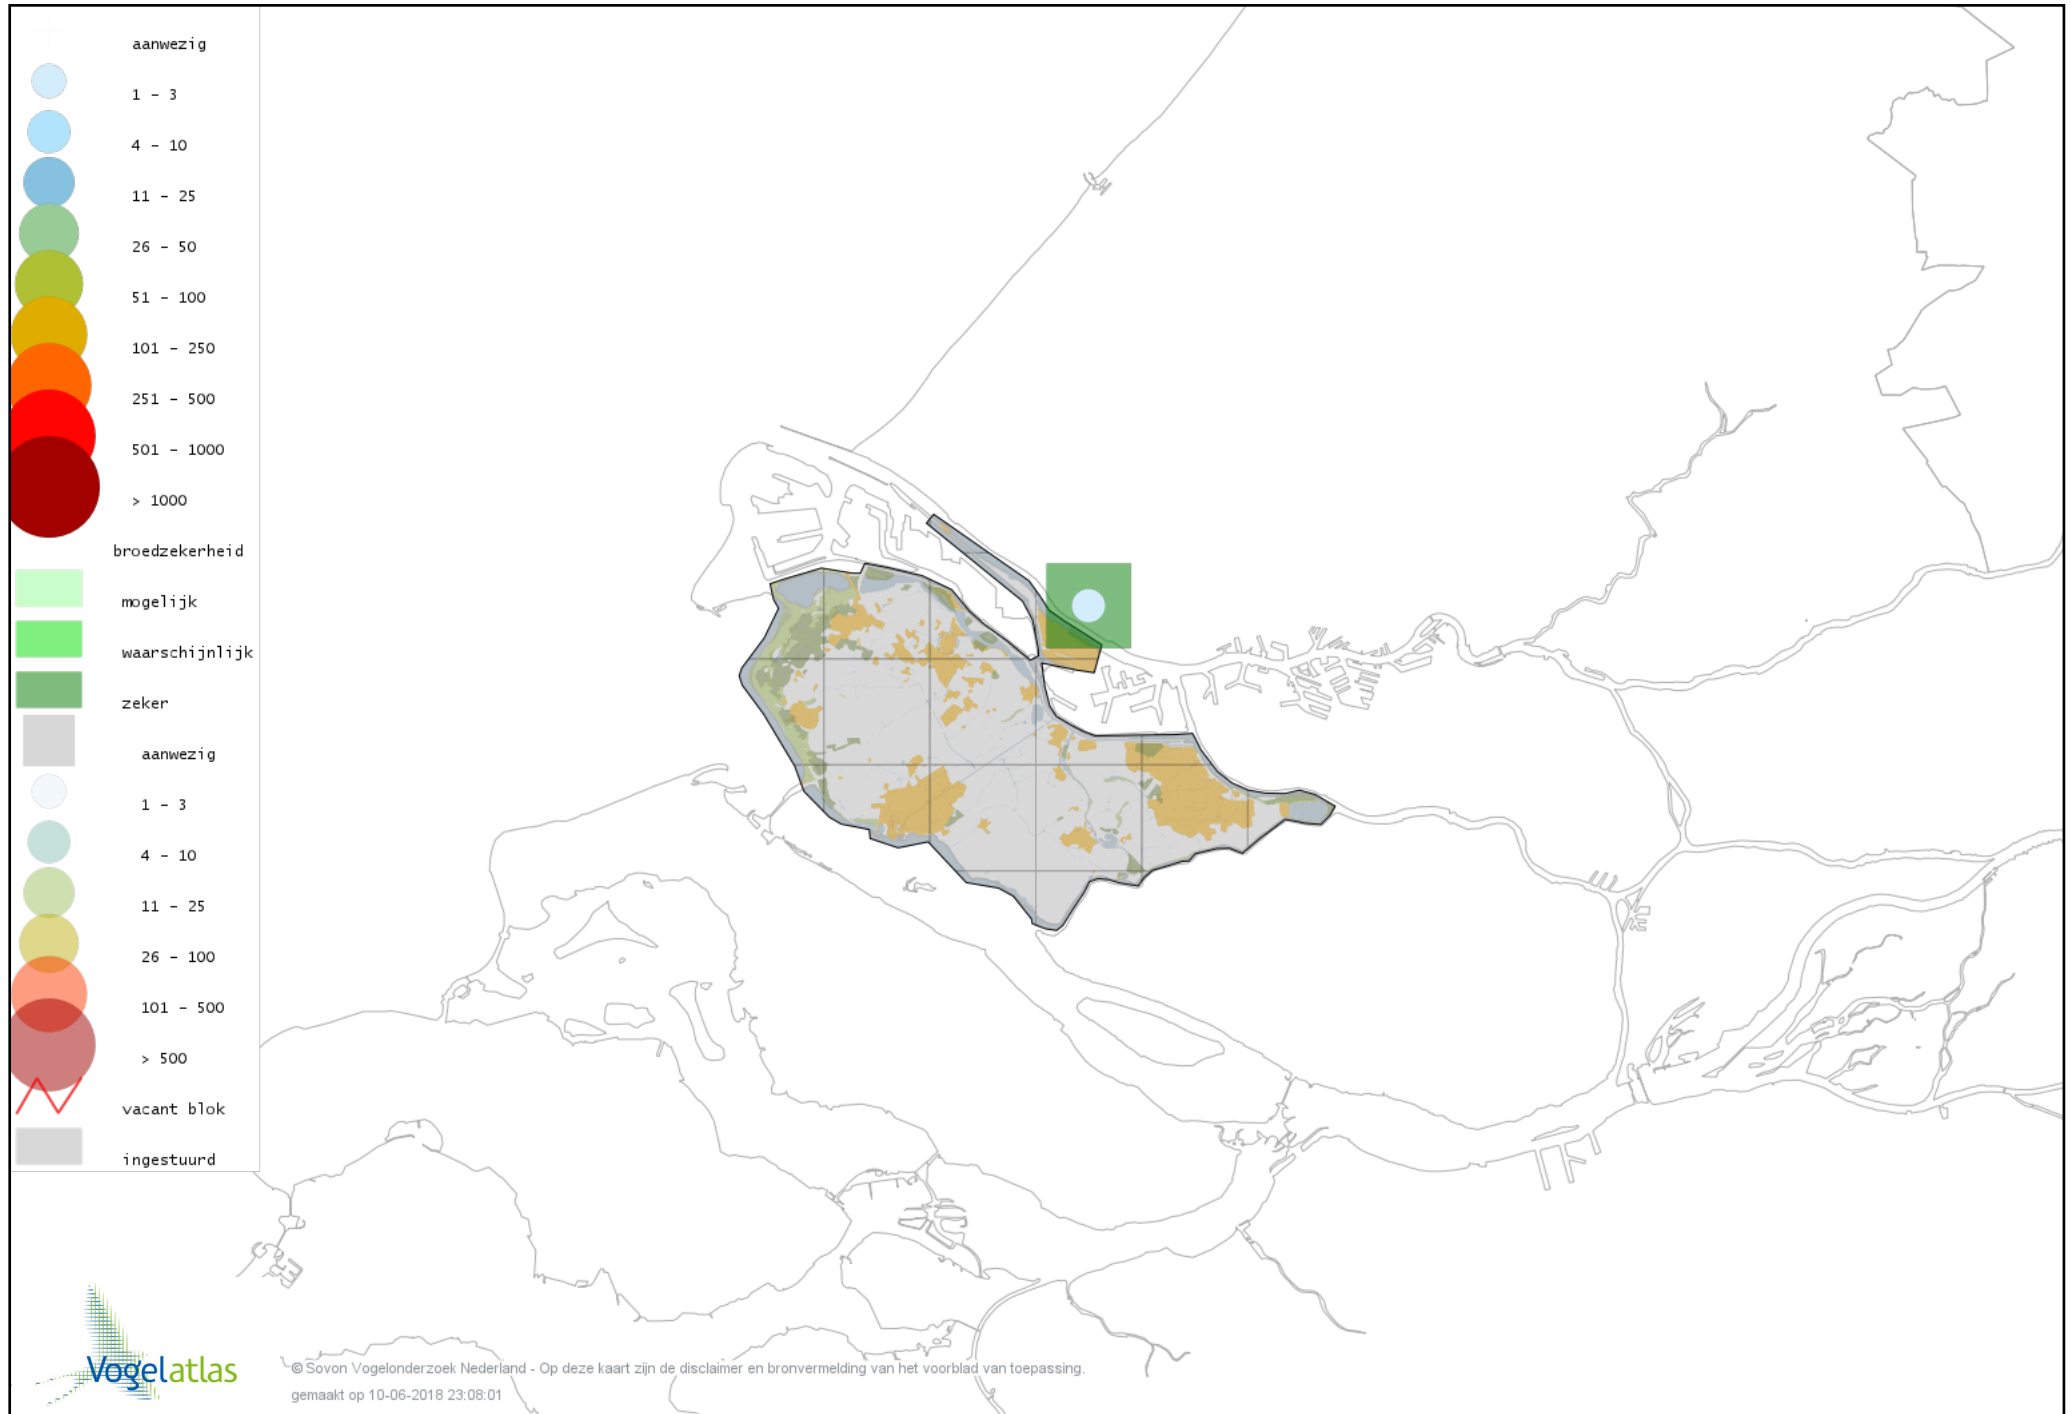 aanwezig
1 - 3
4 - 10
11 - 25
26 - 50
51 - 100
101 - 250
251 - 500
501 - 1000
> 1000
broedzekerheid
mogelijk
waarschijnlijk
zeker
aanwezig
1 - 3
4 - 10
11 - 25
26 - 100
101 - 500
> 500
vacant blok
ingestuurd
Vogelatlas
© Sovon Vogelonderzoek Nederland - Op deze kaart zijn de disclaimer en bronvermelding van het voorblad van toepassing.
gemaakt op 10-06-2018 23:08:01